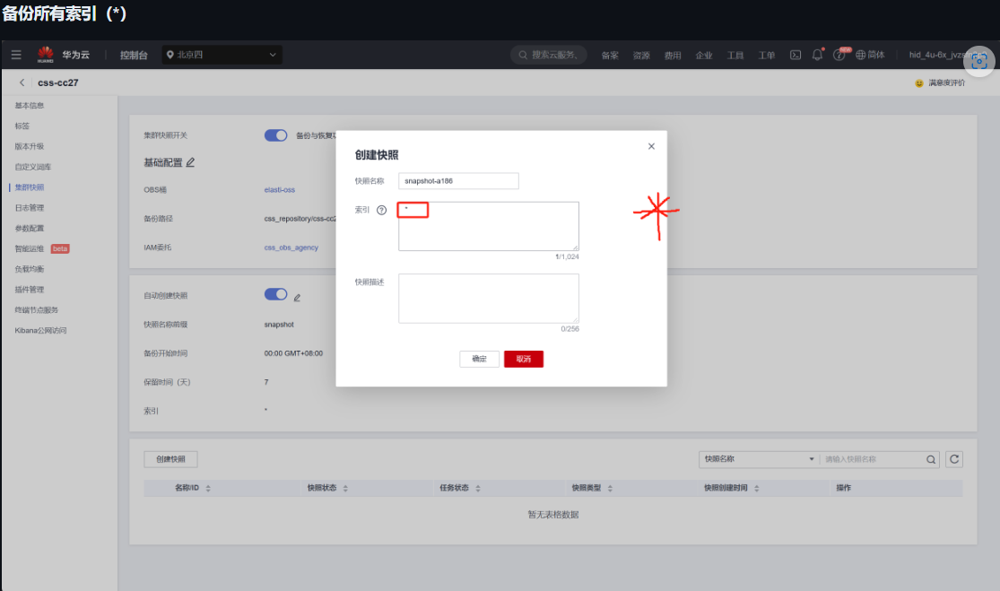 备份所有索引（*）
HUAWEI 华为云 控制台 北京四 搜索云服务、 备案 资源 费用 企业 工具 工单 NEW 简体
css-cc27 满意度评价
基本信息
标签
版本升级
自定义词库
集群快照
日志管理
参数配置
智能运维 beta
负载均衡
插件管理
终端节点服务
Kibana公网访问
集群快照开关 备份与恢复
基础配置
OBS桶 elasti-oss
备份路径 css_repository/css-cc2
IAM委托 css_obs_agency
自动创建快照
快照名称前缀 snapshot
备份开始时间 00:00 GMT+08:00
保留时间（天） 7
索引 *
创建快照
快照名称 snapshot-a186
索引 *
1/1,024
快照描述
0/256
确定 取消
创建快照 快照名称 请输入快照名称
名称/ID 快照状态 任务状态 快照类型 快照创建时间 操作
暂无表格数据